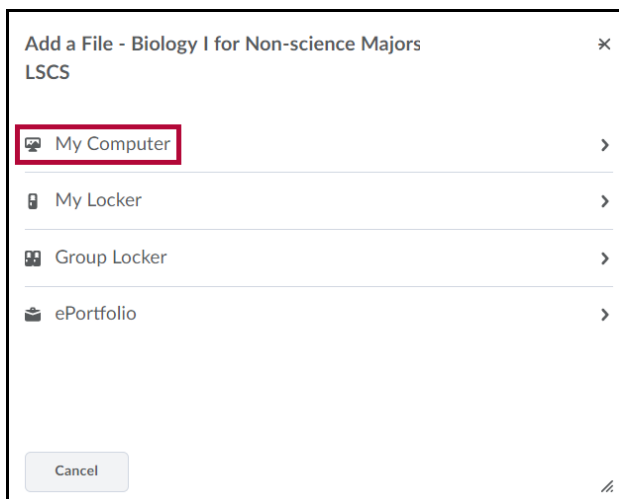 Add a File - Biology I for Non-science Majors
LSCS
My Computer
My Locker
Group Locker
ePortfolio
Cancel